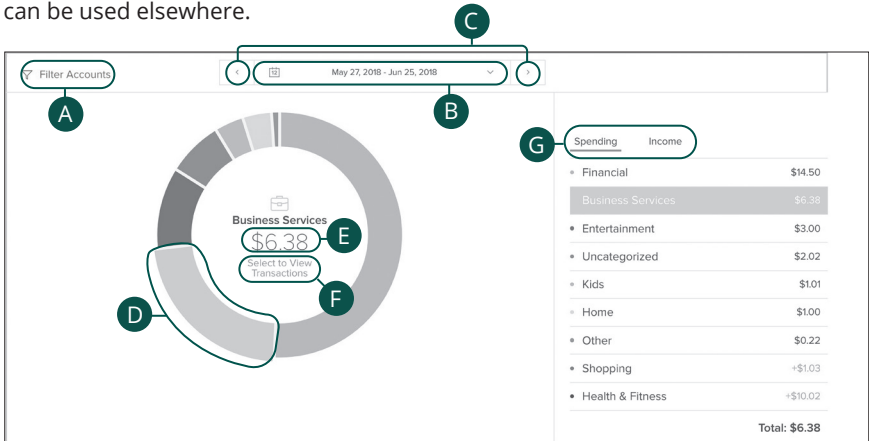 can be used elsewhere.
C
Filter Accounts
12
May 27, 2018 - Jun 25, 2018
A
B
G
Spending Income
Financial $14.50
Business Services $6.38
Entertainment $3.00
Uncategorized $2.02
Kids $1.01
Home $1.00
Other $0.22
Shopping +$1.03
Health & Fitness +$10.02
Total: $6.38
Business Services
$6.38
E
Select to View
Transactions
F
D